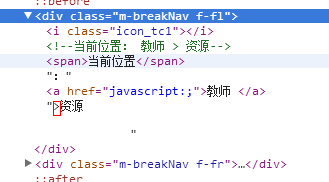 ::before
▼<div class="m-breakNav f-fl">
<i class="icon_tc1"></i>
<!--当前位置: 教师 > 资源-->
<span>当前位置</span>
": "
<a href="javascript:;">教师 </a>
">资源
"
</div>
▶<div class="m-breakNav f-fr">…</div>
::after